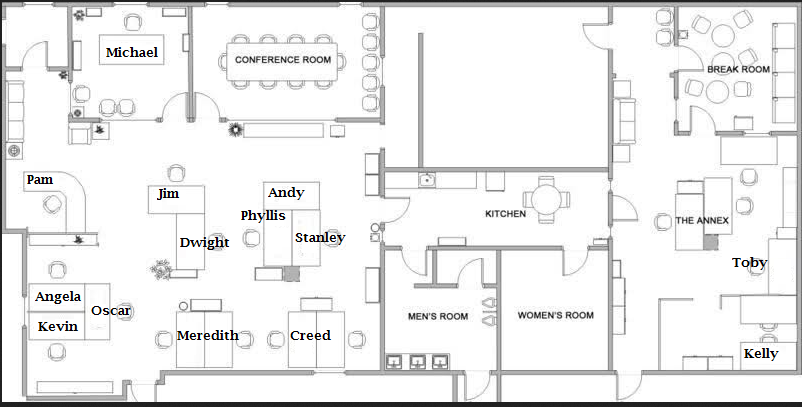 Michael
CONFERENCE ROOM
BREAK ROOM
Pam
Jim
Andy
Phyllis
KITCHEN
THE ANNEX
Dwight
Stanley
Toby
Angela
Oscar
Kevin
Meredith
Creed
MEN'S ROOM
WOMEN'S ROOM
Kelly